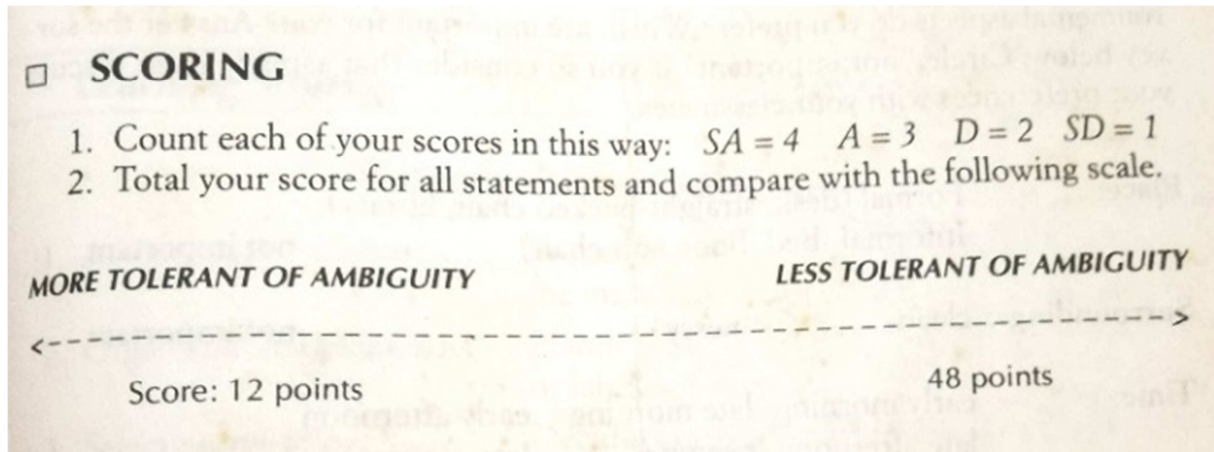 SCORING
1. Count each of your scores in this way: SA = 4 A = 3 D = 2 SD = 1
2. Total your score for all statements and compare with the following scale.
MORE TOLERANT OF AMBIGUITY LESS TOLERANT OF AMBIGUITY
Score: 12 points 48 points